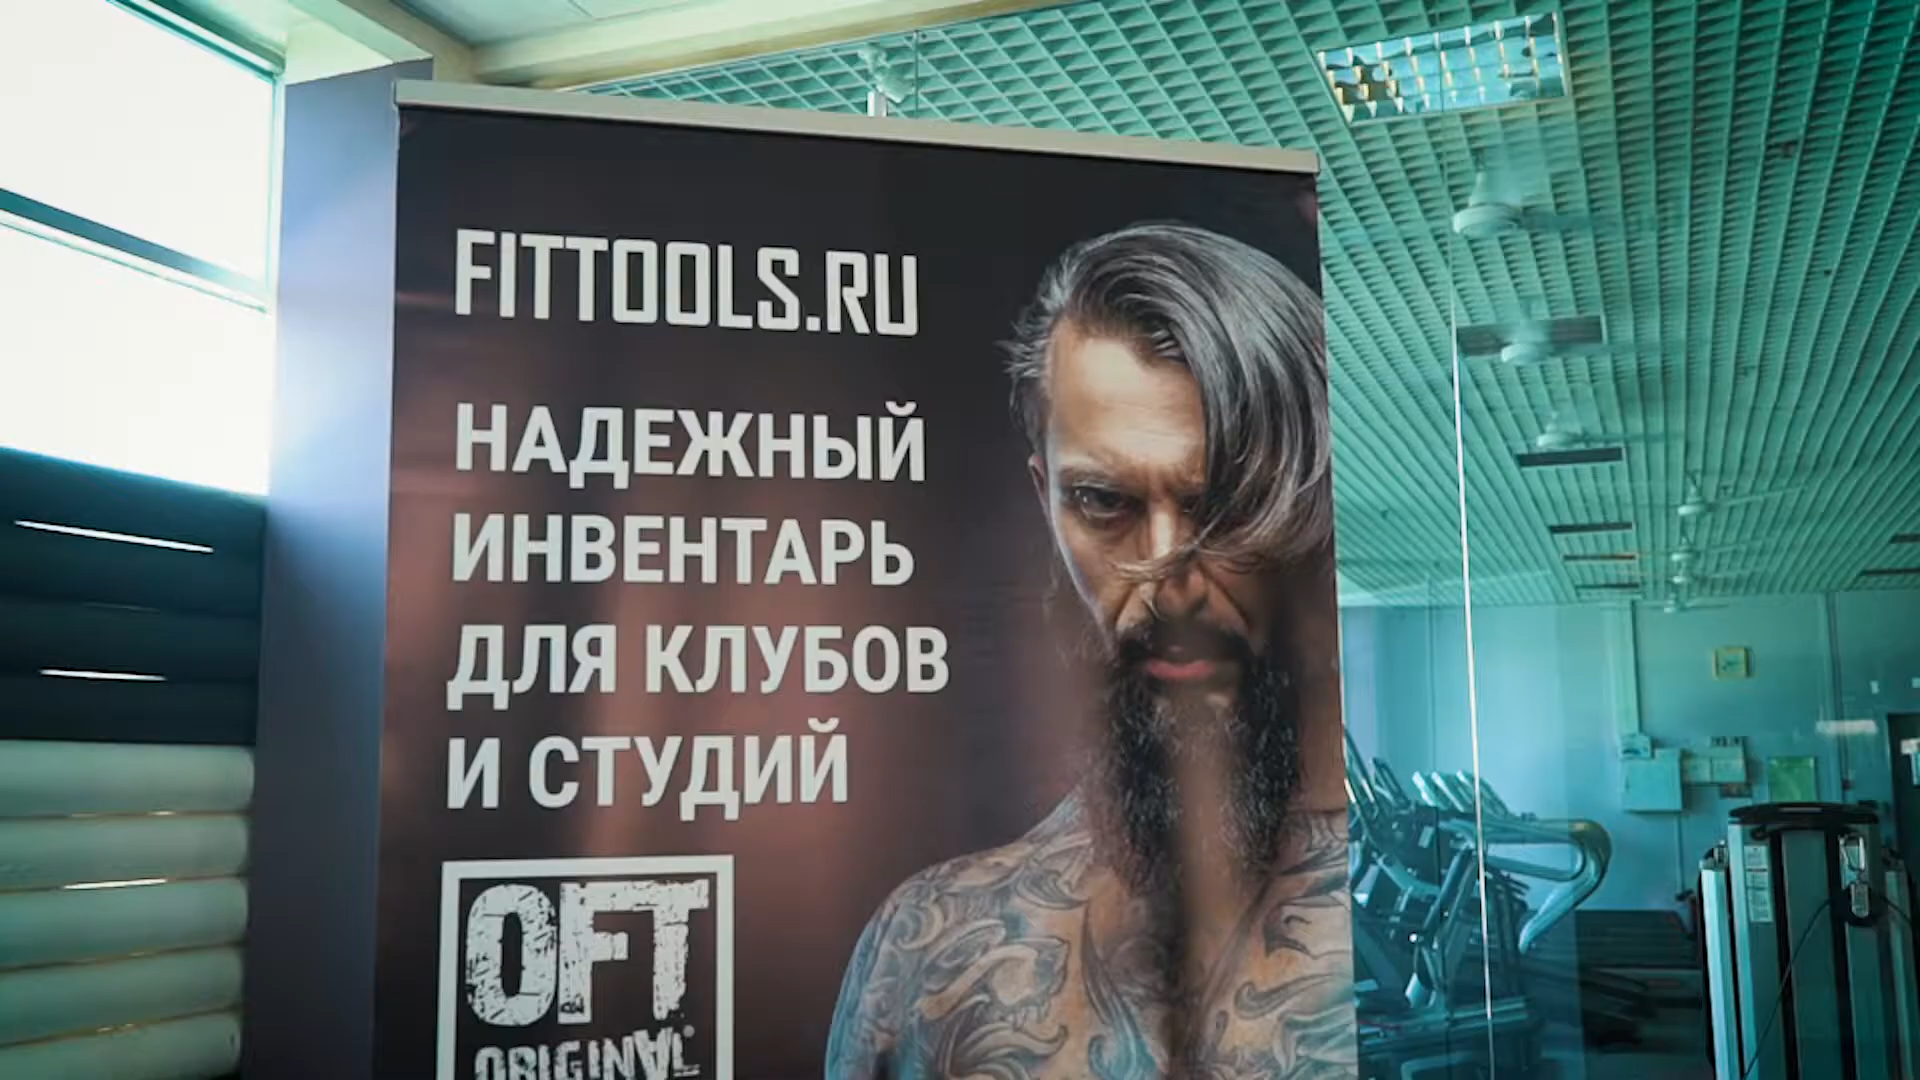 FITTOOLS.RU
НАДЕЖНЫЙ
ИНВЕНТАРЬ
ДЛЯ КЛУБОВ
И СТУДИЙ
OFT
ORIGINAL®